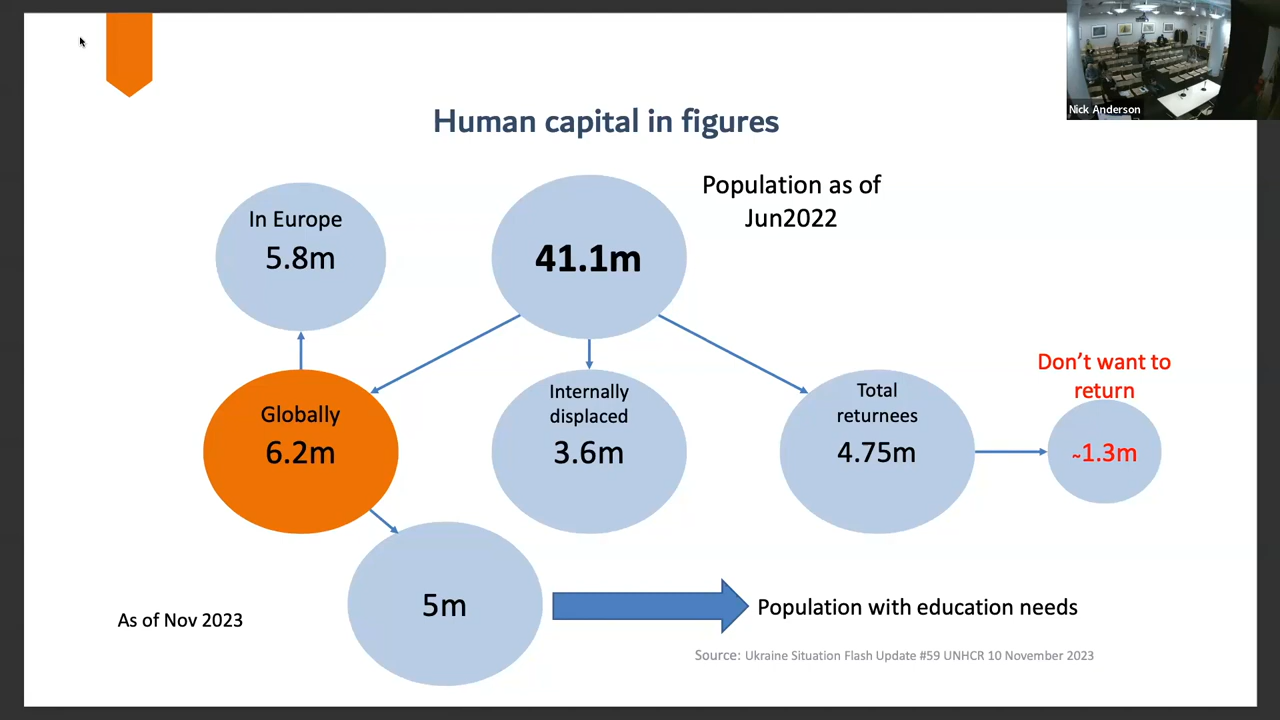 Nick Anderson
Human capital in figures
In Europe
5.8m
41.1m
Population as of
Jun2022
Globally
6.2m
Internally
displaced
3.6m
Total
returnees
4.75m
Don’t want to
return
~1.3m
5m
Population with education needs
As of Nov 2023
Source: Ukraine Situation Flash Update #59 UNHCR 10 November 2023